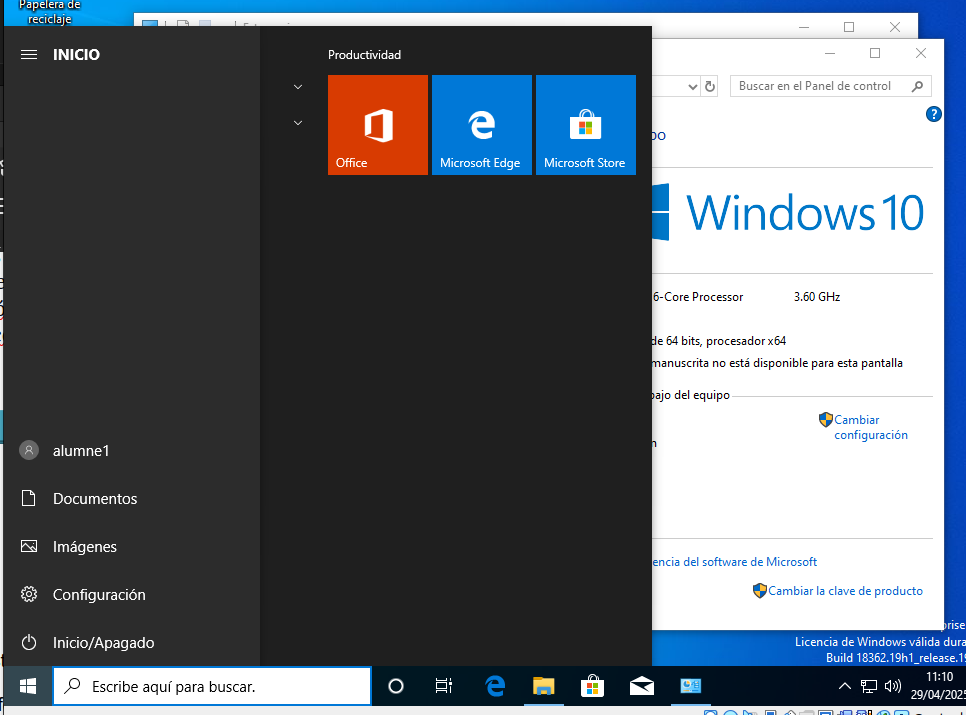 Papelera de
reciclaje
INICIO
Productividad
Office
Microsoft Edge
Microsoft Store
Buscar en el Panel de control
Windows 10
6-Core Processor 3.60 GHz
de 64 bits, procesador x64
manuscrita no está disponible para esta pantalla
bajo del equipo
Cambiar
configuración
alumne1
Documentos
Imágenes
Configuración
Inicio/Apagado
encia del software de Microsoft
Cambiar la clave de producto
prise
Licencia de Windows válida dura
Build 18362.19h1_release.19
Escribe aquí para buscar.
11:10
29/04/2025